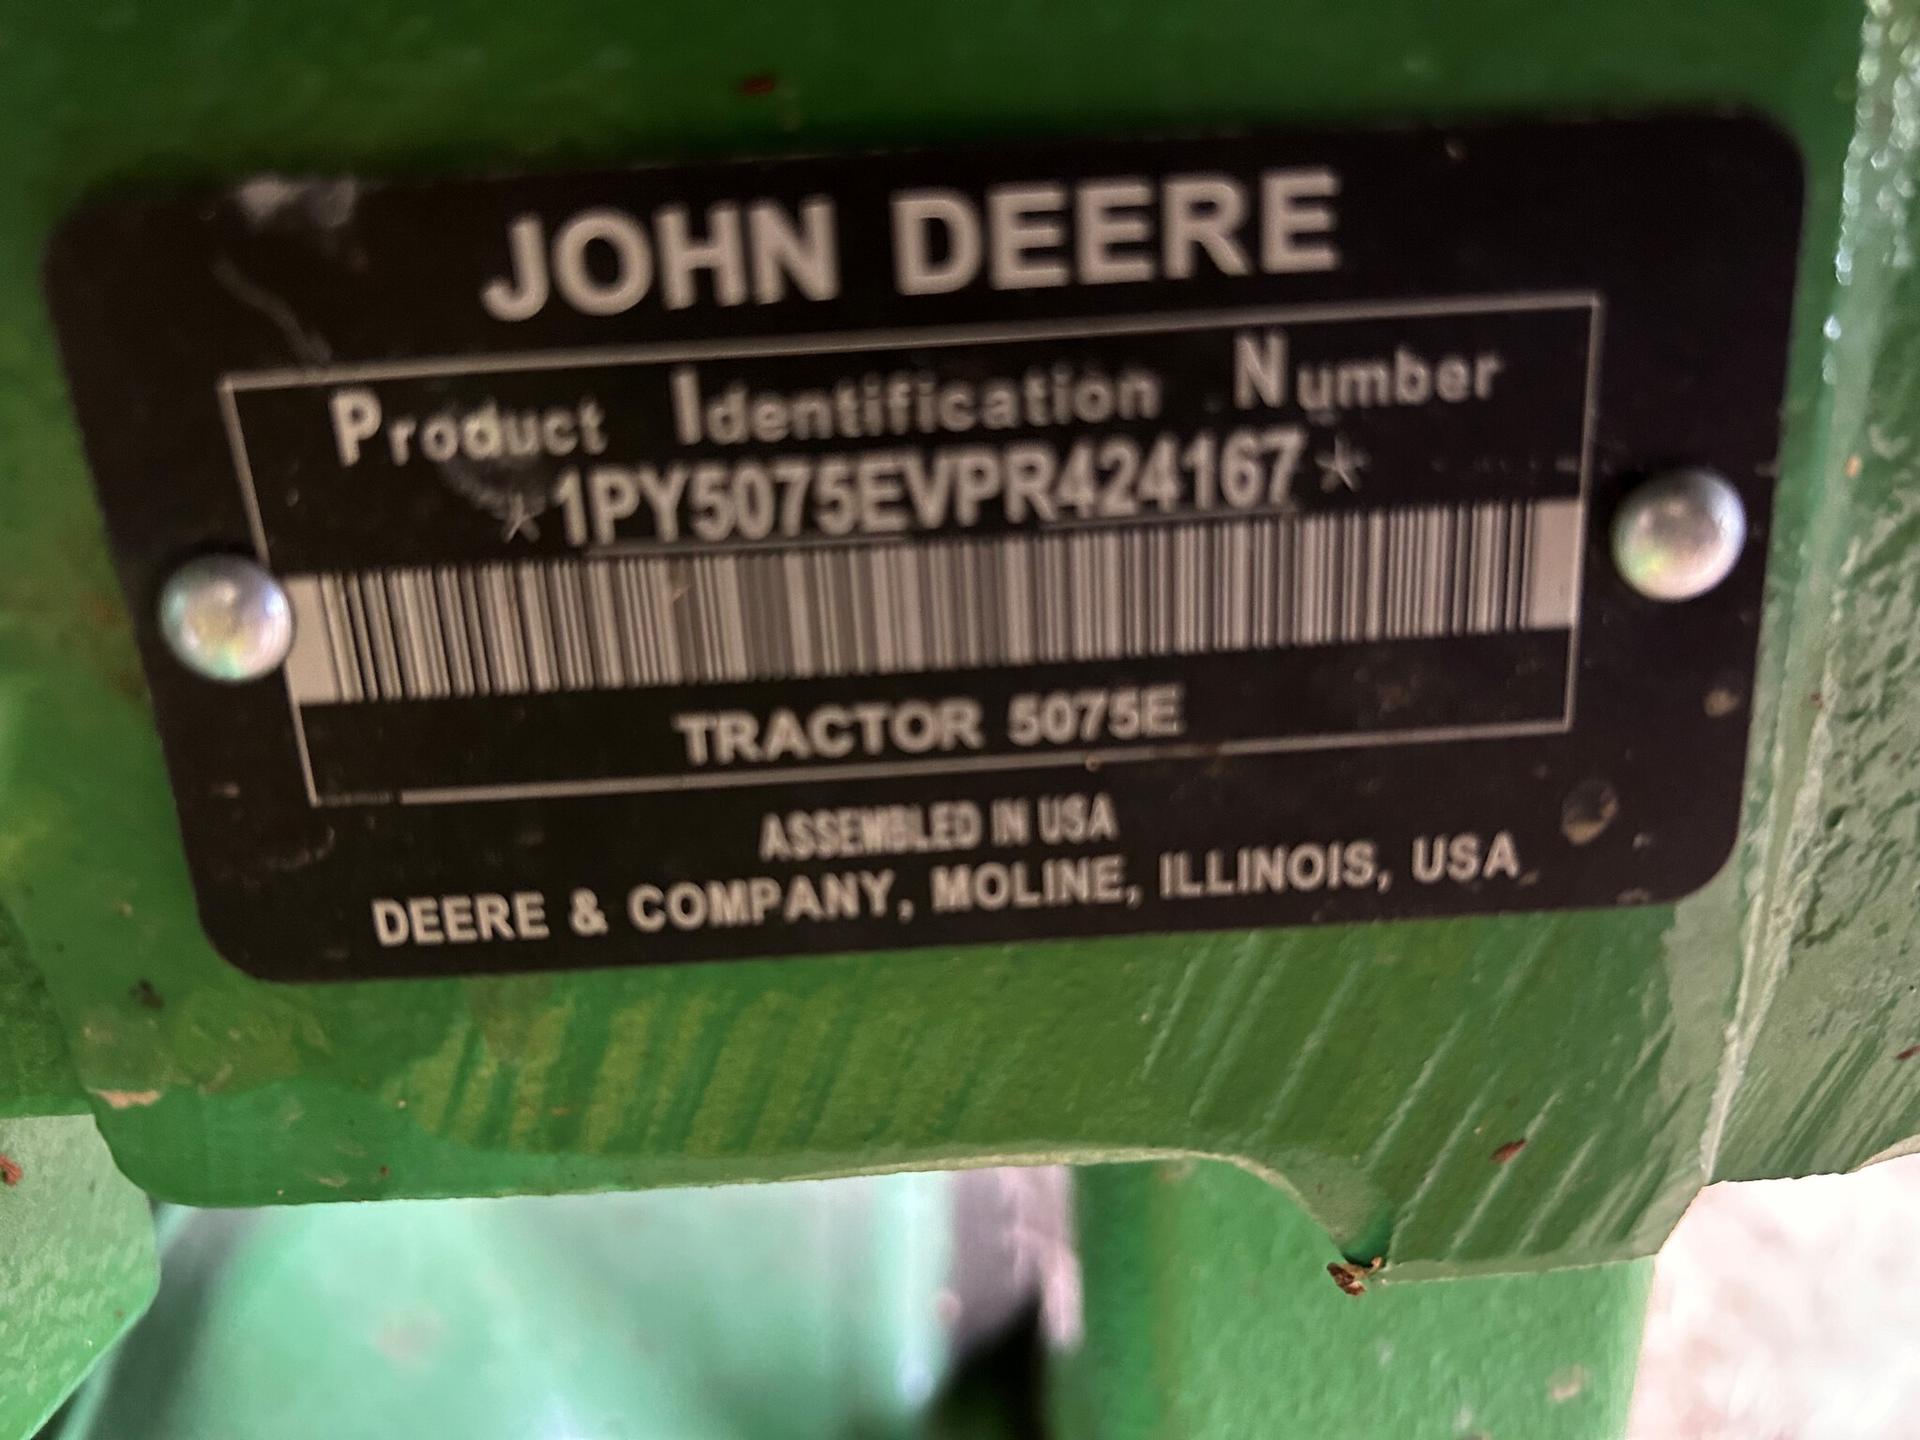 JOHN DEERE
Product Identification Number
*1PY5075EVPR424167*
TRACTOR 5075E
ASSEMBLED IN USA
DEERE & COMPANY, MOLINE, ILLINOIS, USA